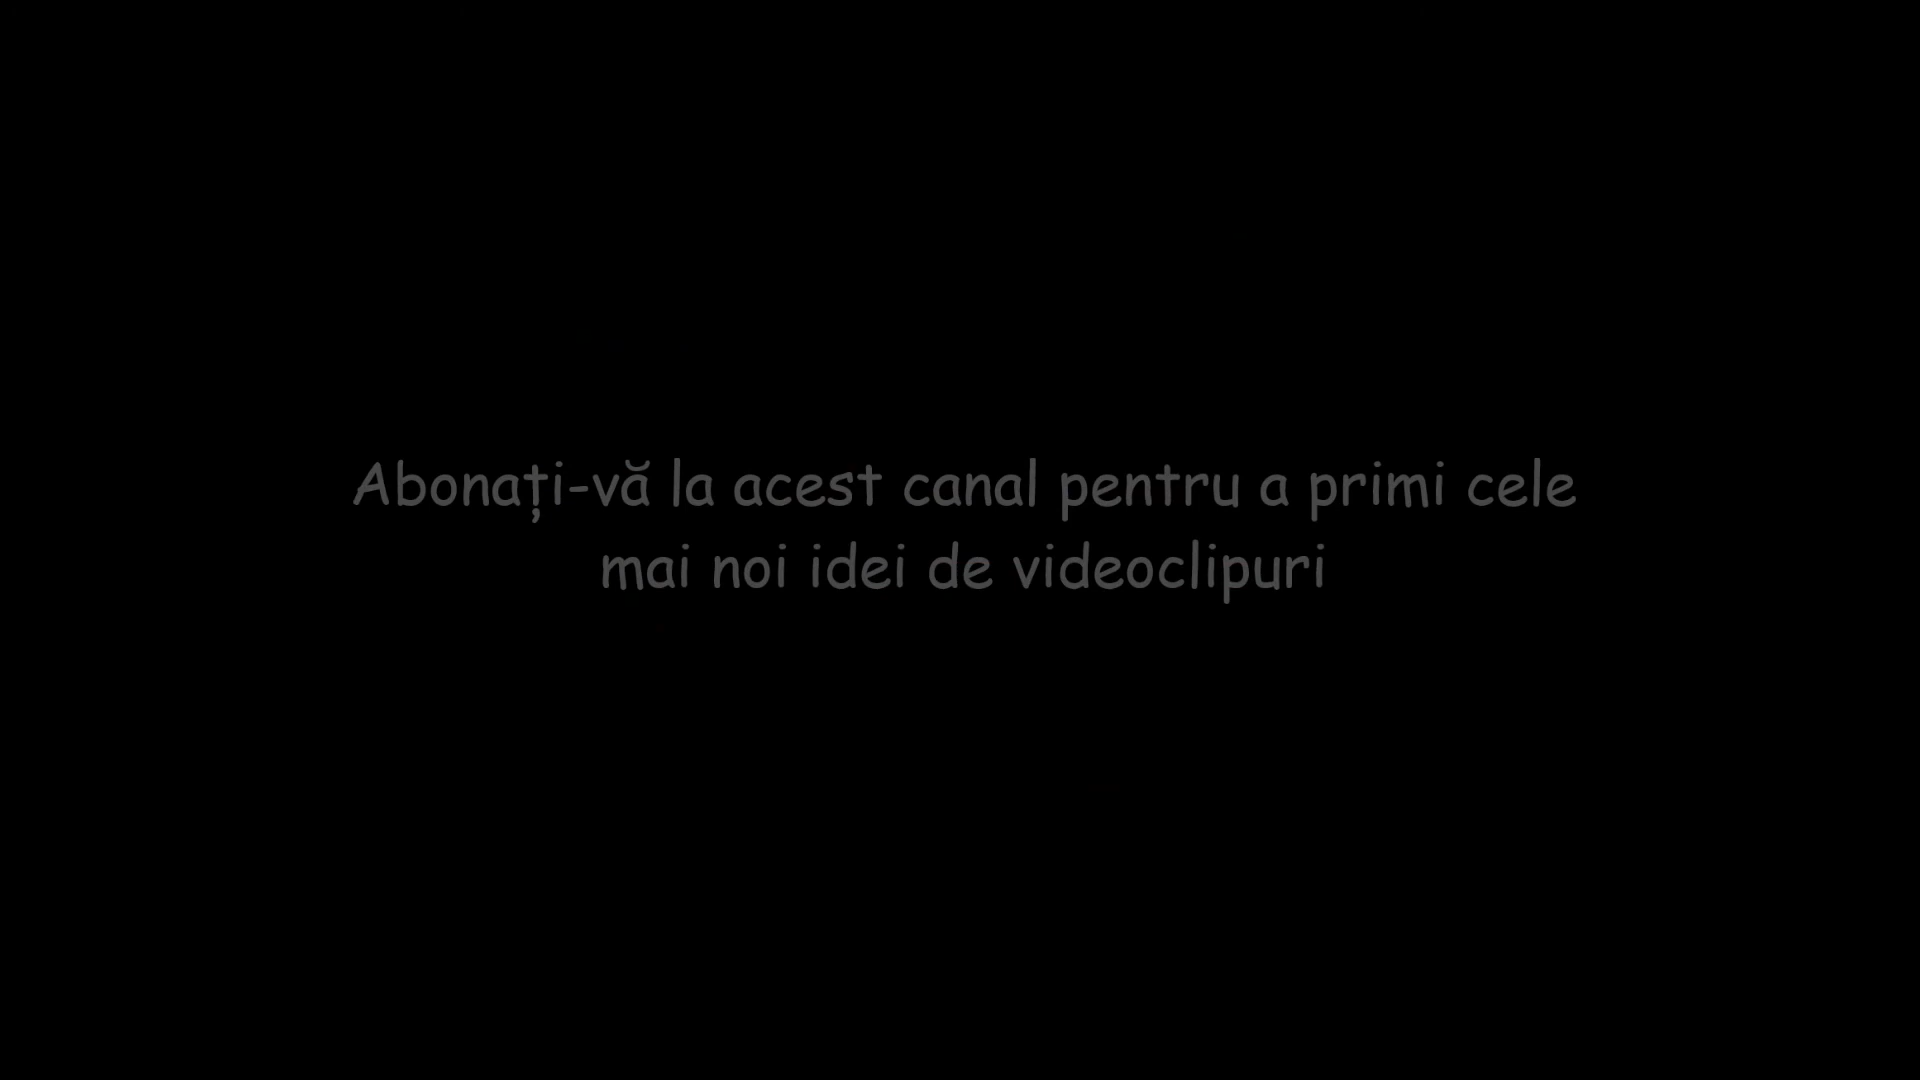 Abonați-vă la acest canal pentru a primi cele
mai noi idei de videoclipuri